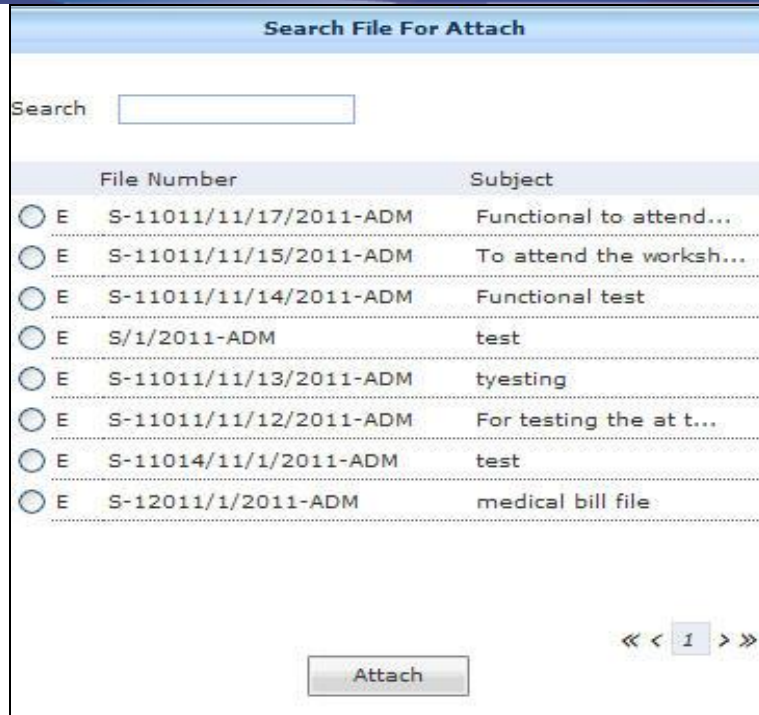 Search File For Attach
Search
File Number Subject
E S-11011/11/17/2011-ADM Functional to attend...
E S-11011/11/15/2011-ADM To attend the worksh...
E S-11011/11/14/2011-ADM Functional test
E S/1/2011-ADM test
E S-11011/11/13/2011-ADM tyesting
E S-11011/11/12/2011-ADM For testing the at t...
E S-11014/11/1/2011-ADM test
E S-12011/1/2011-ADM medical bill file
« < 1 > »
Attach